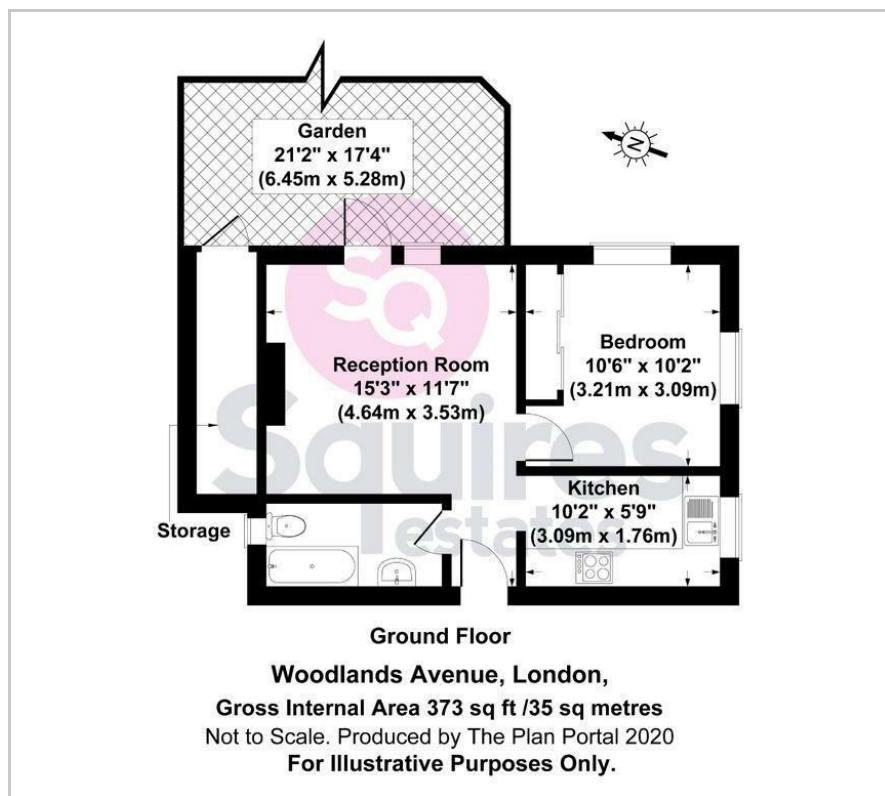 Garden
21'2" x 17'4"
(6.45m x 5.28m)
N
SQ
Bedroom
10'6" x 10'2"
(3.21m x 3.09m)
Reception Room
15'3" x 11'7"
(4.64m x 3.53m)
Squires
estates
Kitchen
10'2" x 5'9"
(3.09m x 1.76m)
Storage
Ground Floor
Woodlands Avenue, London,
Gross Internal Area 373 sq ft /35 sq metres
Not to Scale. Produced by The Plan Portal 2020
For Illustrative Purposes Only.